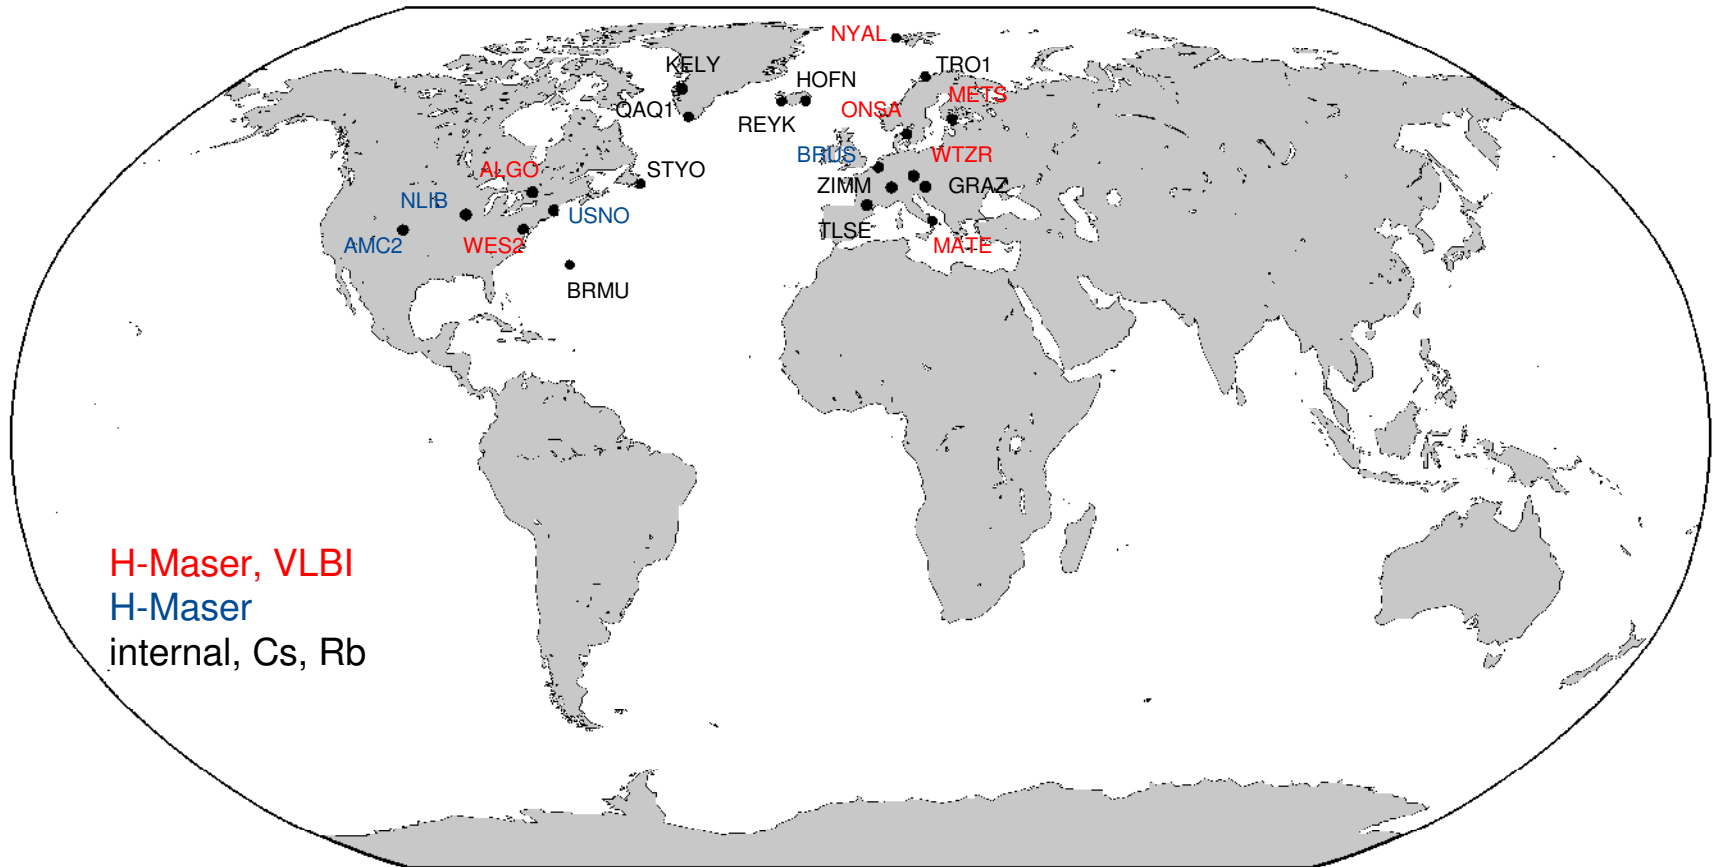 NYAL
KELY
TRO1
HOFN
METS
QAQ1
ONSA
REYK
BRUS
WTZR
ALGO
STYO
ZIMM
GRAZ
NLIB
USNO
TLSE
AMC2
WES2
MATE
BRMU
H-Maser, VLBI
H-Maser
internal, Cs, Rb